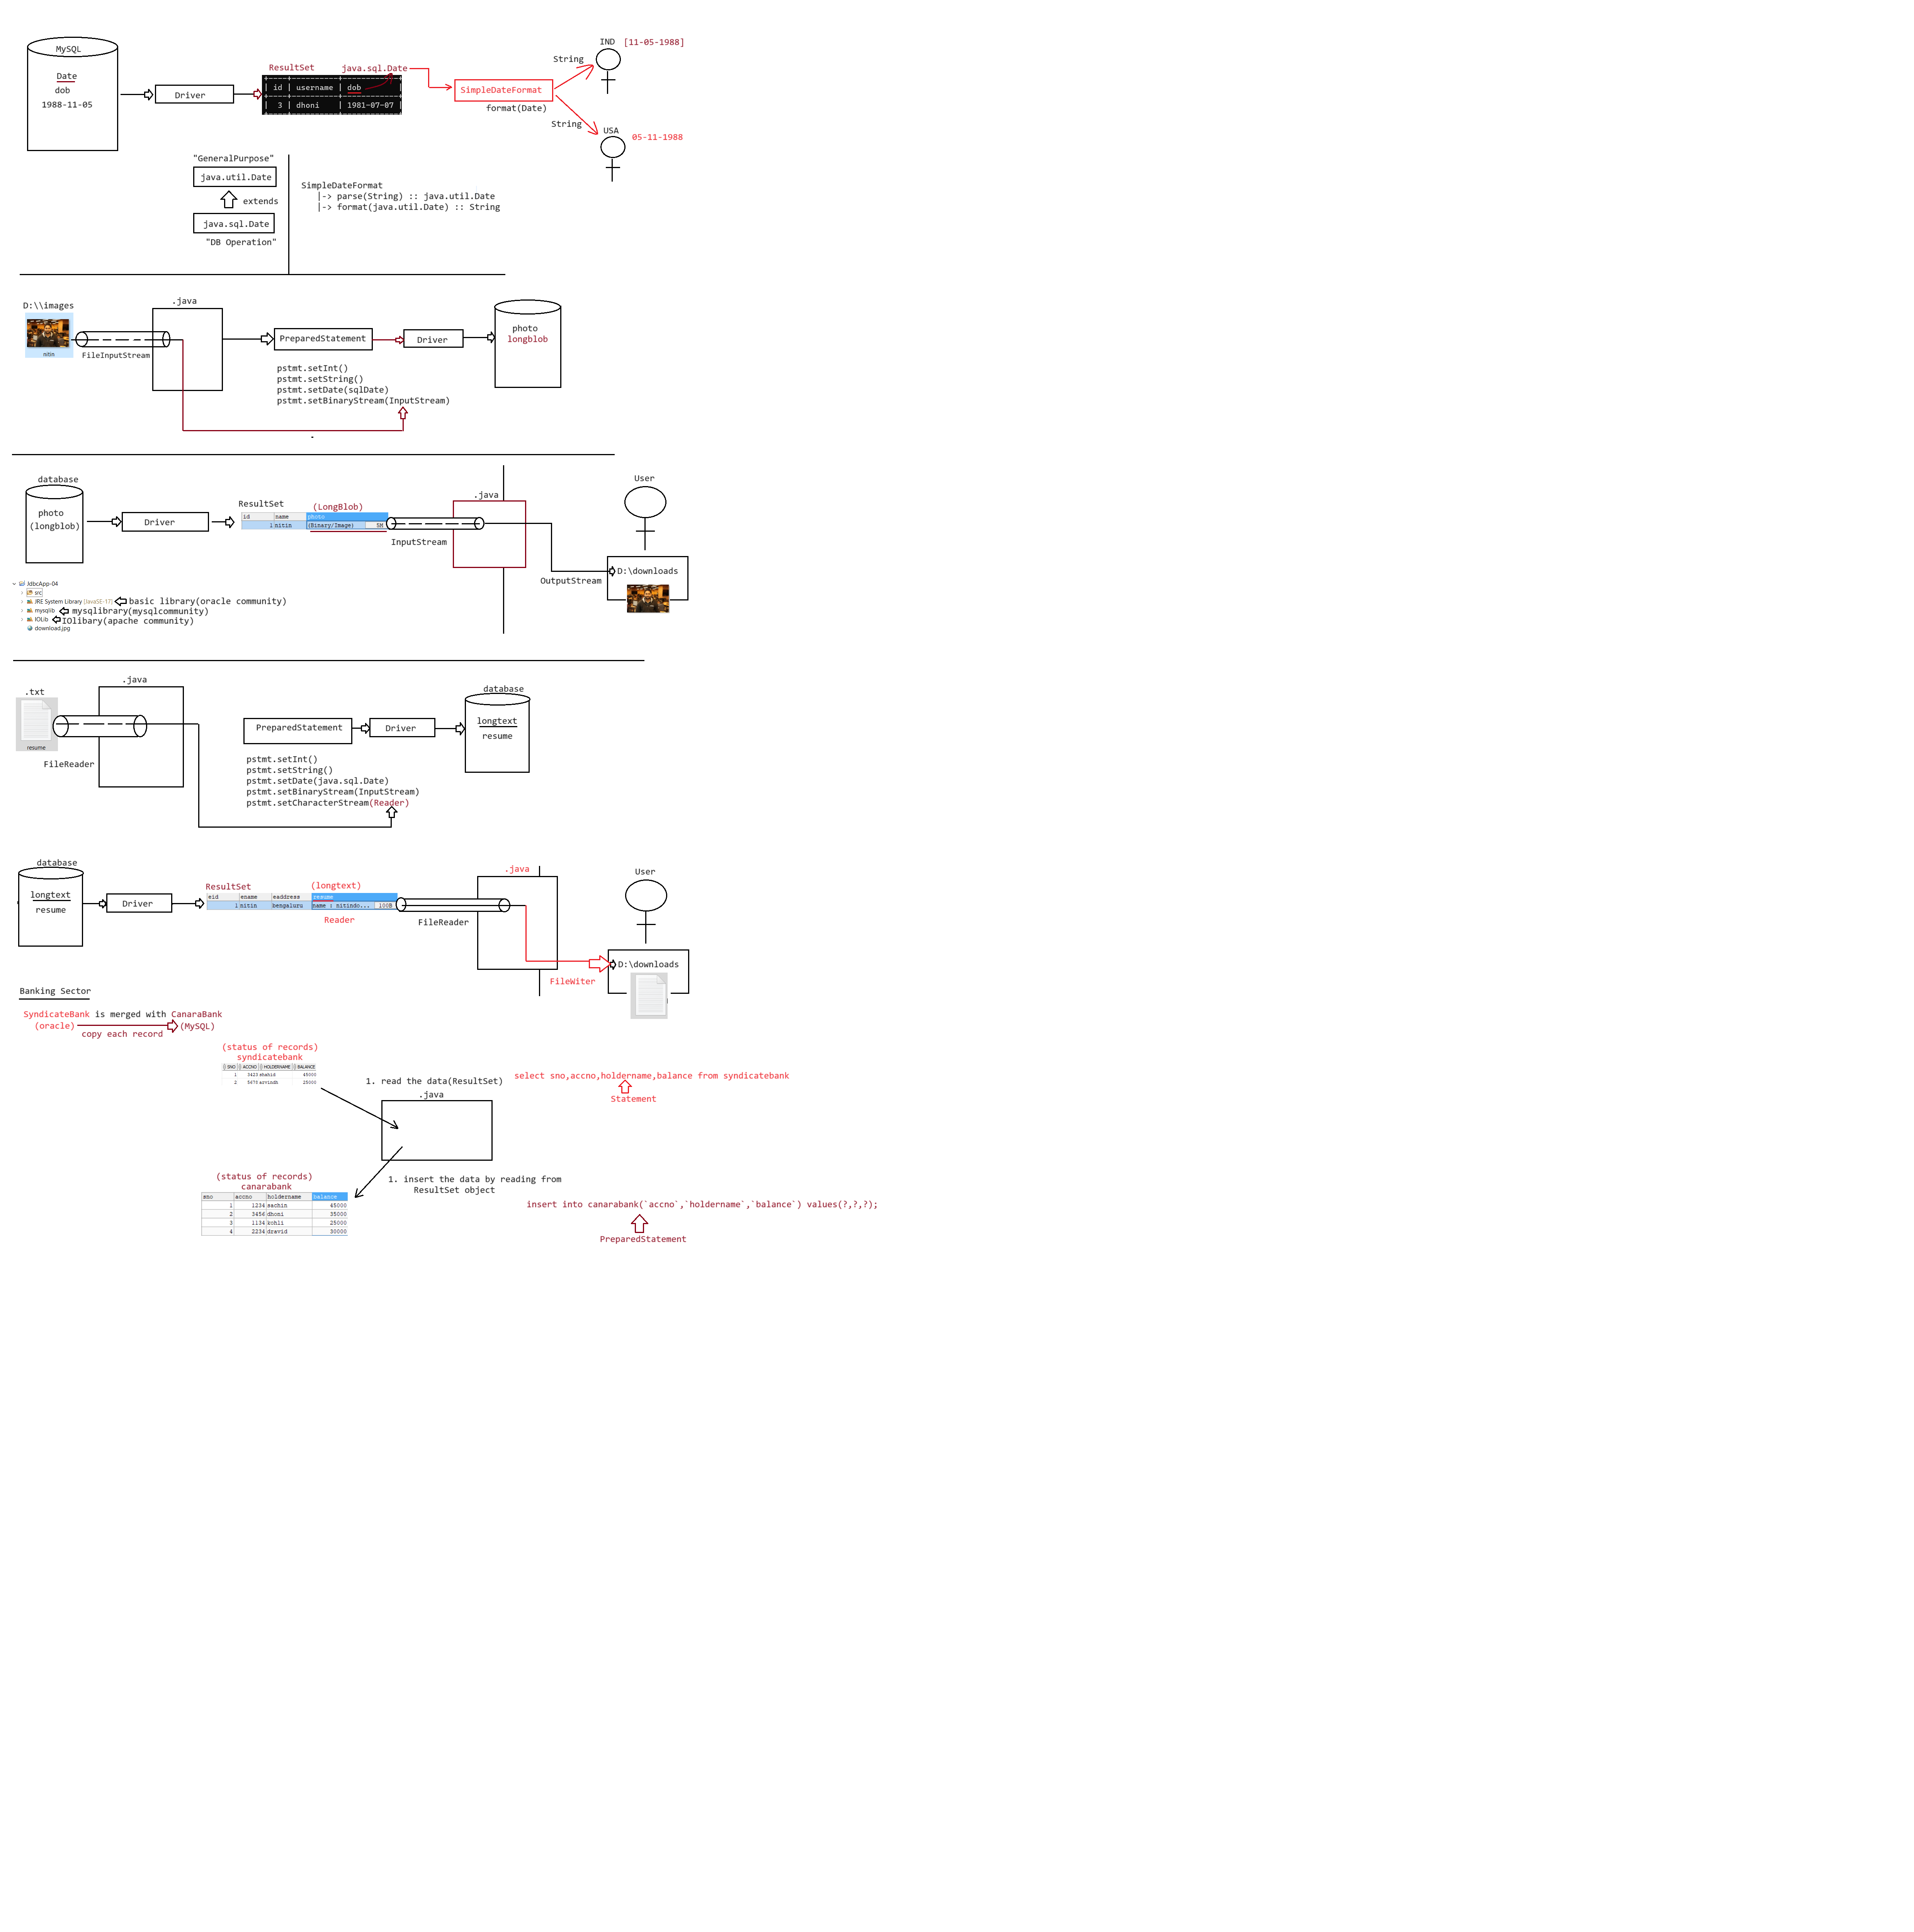 MySQL
Date
dob
1988-11-05
Driver
ResultSet
java.sql.Date
| id | username | dob |
| 3 | dhoni | 1981-07-07 |
SimpleDateFormat
format(Date)
String
IND [11-05-1988]
String
USA
05-11-1988
"GeneralPurpose"
java.util.Date
extends
java.sql.Date
"DB Operation"
SimpleDateFormat
|-> parse(String) :: java.util.Date
|-> format(java.util.Date) :: String
D:\\images
nitin
FileInputStream
.java
PreparedStatement
Driver
photo
longblob
pstmt.setInt()
pstmt.setString()
pstmt.setDate(sqlDate)
pstmt.setBinaryStream(InputStream)
database
photo
(longblob)
Driver
ResultSet
(LongBlob)
id name photo
1 nitin (Binary/Image) 5M
InputStream
.java
OutputStream
User
D:\downloads
JdbcApp-04
src
JRE System Library [JavaSE-17] basic library(oracle community)
mysqlib mysqlibrary(mysqlcommunity)
IOLib IOlibary(apache community)
download.jpg
.txt
resume
FileReader
.java
PreparedStatement
Driver
database
longtext
resume
pstmt.setInt()
pstmt.setString()
pstmt.setDate(java.sql.Date)
pstmt.setBinaryStream(InputStream)
pstmt.setCharacterStream(Reader)
database
longtext
resume
Driver
ResultSet
(longtext)
eid ename eaddress resume
1 nitin bengaluru name : nitindo... 100B
Reader
FileReader
.java
FileWiter
User
D:\downloads
Banking Sector
SyndicateBank is merged with CanaraBank
(oracle) (MySQL)
copy each record
(status of records)
syndicatebank
SNO ACCNO HOLDERNAME BALANCE
1 3423 shahid 45000
2 5676 arvindh 25000
1. read the data(ResultSet)
select sno,accno,holdername,balance from syndicatebank
Statement
.java
(status of records)
canarabank
sno accno holdername balance
1 1234 sachin 45000
2 3456 dhoni 35000
3 1134 kohli 25000
4 2234 dravid 30000
1. insert the data by reading from
ResultSet object
insert into canarabank(`accno`,`holdername`,`balance`) values(?,?,?);
PreparedStatement